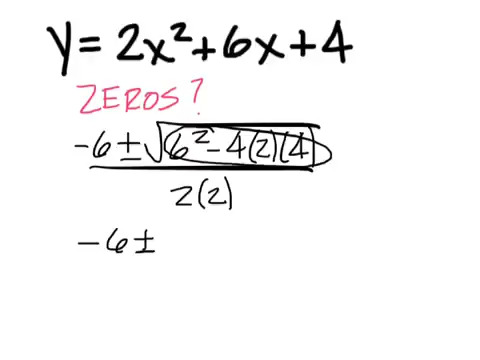 y = 2x² + 6x + 4
ZEROS?
-6 ± √6² - 4(2)(4)
2(2)
-6 ±